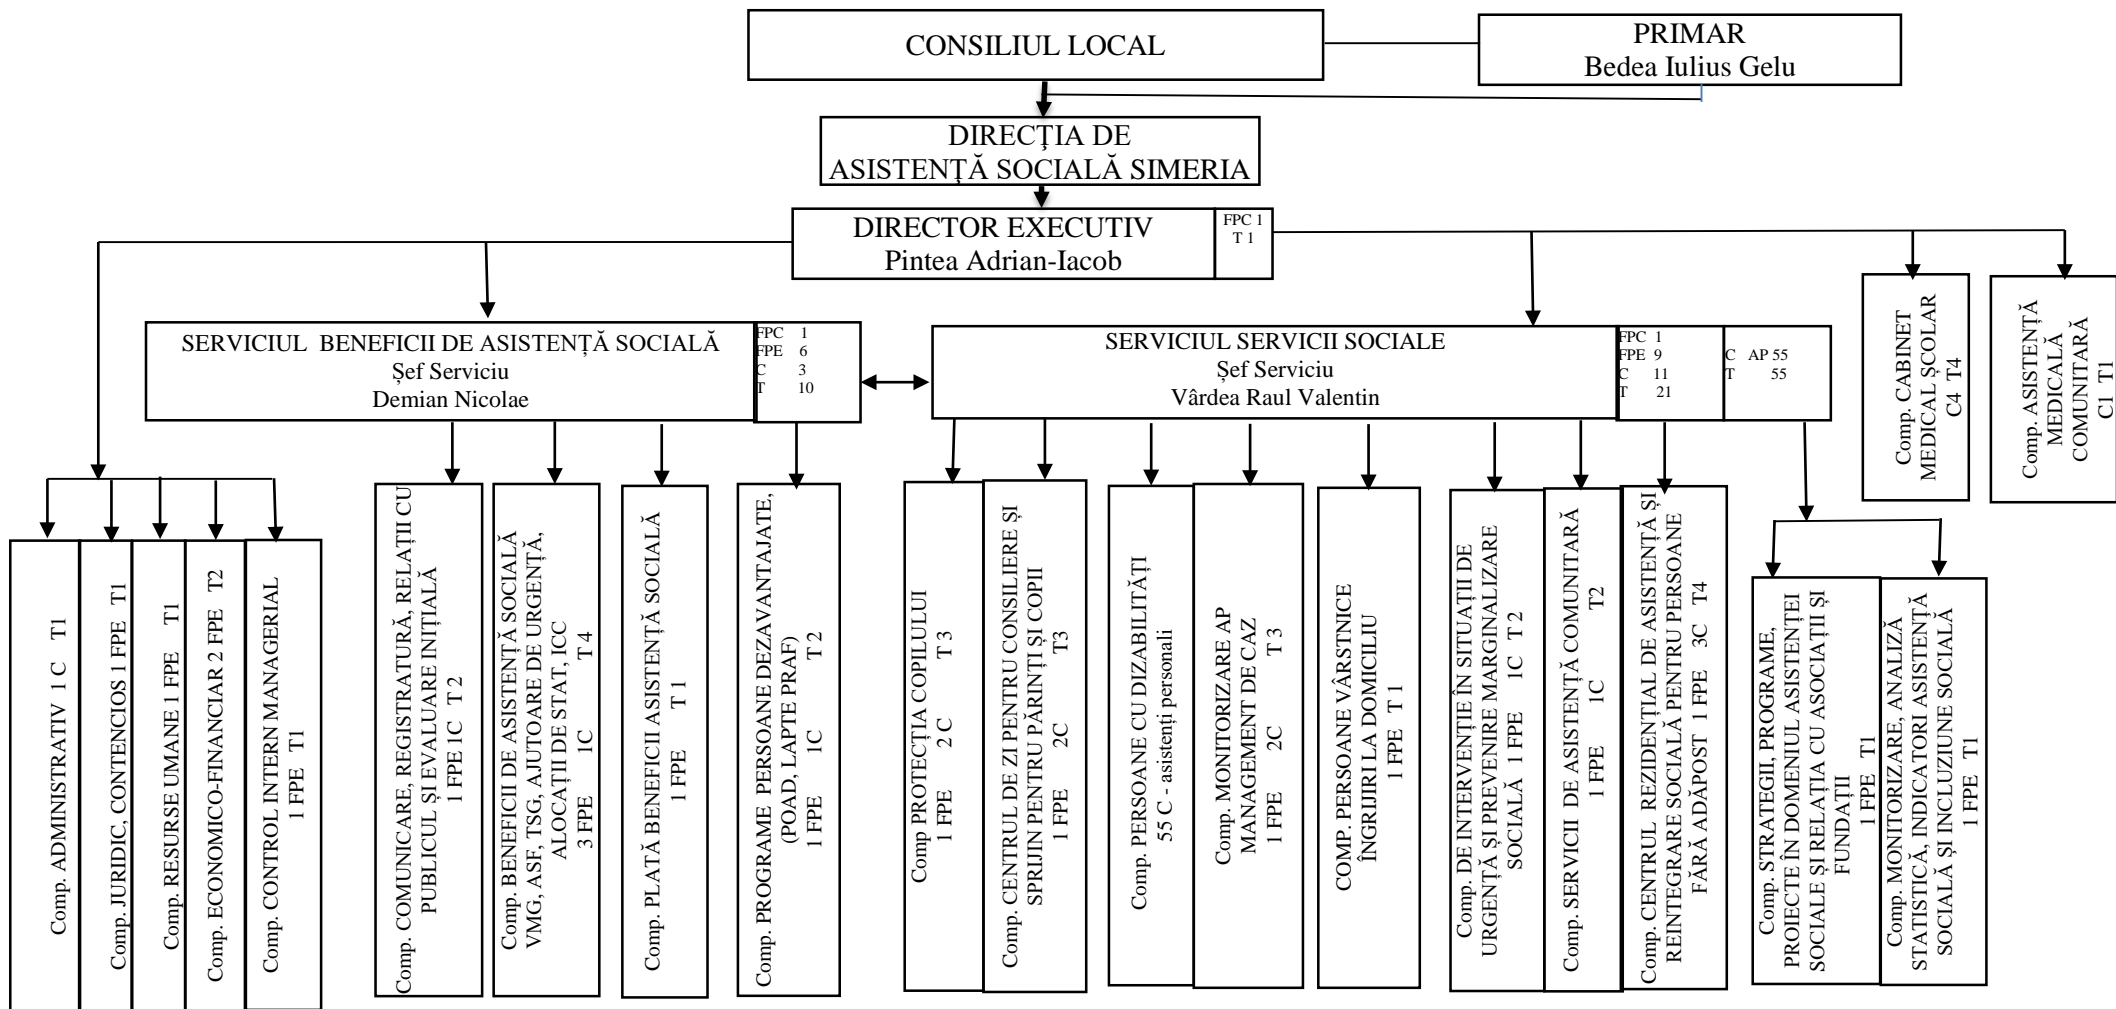 CONSILIUL LOCAL
PRIMAR
Bedea Iulius Gelu
DIRECŢIA DE
ASISTENŢĂ SOCIALĂ SIMERIA
DIRECTOR EXECUTIV
Pintea Adrian-Iacob
FPC 1
T 1
SERVICIUL BENEFICII DE ASISTENȚĂ SOCIALĂ
Șef Serviciu
Demian Nicolae
FPC 1
FPE 6
C 3
T 10
SERVICIUL SERVICII SOCIALE
Șef Serviciu
Vârdea Raul Valentin
FPC 1
FPE 9
C 11
T 21
C AP 55
T 55
Comp. CABINET
MEDICAL ȘCOLAR
C4 T4
Comp. ASISTENȚĂ
MEDICALĂ
COMUNITARĂ
C1 T1
Comp. ADMINISTRATIV 1 C T1
Comp. JURIDIC, CONTENCIOS 1 FPE T1
Comp. RESURSE UMANE 1 FPE T1
Comp. ECONOMICO-FINANCIAR 2 FPE T2
Comp. CONTROL INTERN MANAGERIAL
1 FPE T1
Comp. COMUNICARE, REGISTRATURĂ, RELAȚII CU
PUBLICUL ȘI EVALUARE INIȚIALĂ
1 FPE 1C T 2
Comp. BENEFICII DE ASISTENȚĂ SOCIALĂ
VMG, ASF, TSG, AJUTOARE DE URGENȚĂ,
ALOCAȚII DE STAT, ICC
3 FPE 1C T 4
Comp. PLATĂ BENEFICII ASISTENȚĂ SOCIALĂ
1 FPE T 1
Comp. PROGRAME PERSOANE DEZAVANTAJATE,
(POAD, LAPTE PRAF)
1 FPE 1C T 2
Comp PROTECȚIA COPILULUI
1 FPE 2 C T 3
Comp. CENTRUL DE ZI PENTRU CONSILIERE ȘI
SPRIJIN PENTRU PĂRINȚI ȘI COPII
1 FPE 2C T3
Comp. PERSOANE CU DIZABILITĂȚI
55 C - asistenți personali
Comp. MONITORIZARE AP
MANAGEMENT DE CAZ
1 FPE 2C T 3
COMP. PERSOANE VÂRSTNICE
ÎNGRIJIRI LA DOMICILIU
1 FPE T 1
Comp. DE INTERVENȚIE ÎN SITUAȚII DE
URGENȚĂ ȘI PREVENIRE MARGINALIZARE
SOCIALĂ 1 FPE 1C T 2
Comp. SERVICII DE ASISTENȚĂ COMUNITARĂ
1 FPE 1C T2
Comp. CENTRUL REZIDENȚIAL DE ASISTENȚĂ ȘI
REINTEGRARE SOCIALĂ PENTRU PERSOANE
FĂRĂ ADĂPOST 1 FPE 3C T4
Comp. STRATEGII, PROGRAME,
PROIECTE ÎN DOMENIUL ASISTENȚEI
SOCIALE ȘI RELAȚIA CU ASOCIAȚII ȘI
FUNDAȚII
1 FPE T1
Comp. MONITORIZARE, ANALIZĂ
STATISTICĂ, INDICATORI ASISTENȚĂ
SOCIALĂ ȘI INCLUZIUNE SOCIALĂ
1 FPE T1